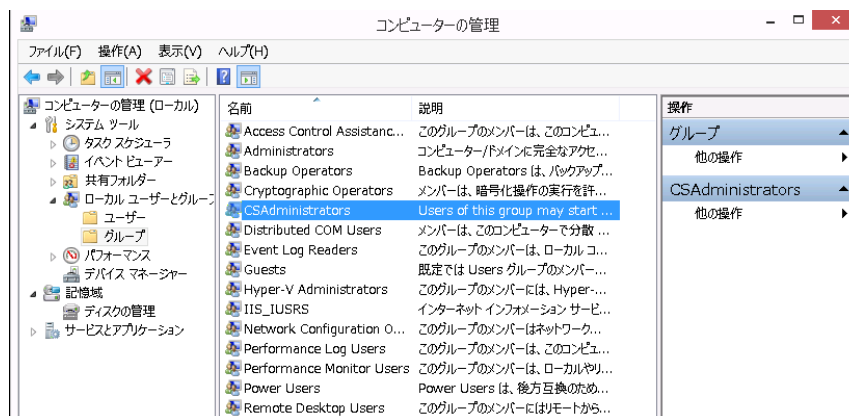 コンピューターの管理
ファイル(F) 操作(A) 表示(V) ヘルプ(H)
コンピューターの管理 (ローカル)
システム ツール
タスク スケジューラ
イベント ビューアー
共有フォルダー
ローカル ユーザーとグルー
ユーザー
グループ
パフォーマンス
デバイス マネージャー
記憶域
ディスクの管理
サービスとアプリケーション
名前 説明
Access Control Assistanc... このグループのメンバーは、このコンピュ...
Administrators コンピューター/ドメインに完全なアクセ...
Backup Operators Backup Operators は、バックアップ...
Cryptographic Operators メンバーは、暗号化操作の実行を許...
CSAdministrators Users of this group may start ...
Distributed COM Users メンバーは、このコンピューターで分散 ...
Event Log Readers このグループのメンバーは、ローカル コ...
Guests 既定では Users グループのメンバー...
Hyper-V Administrators このグループのメンバーには、Hyper-...
IIS_IUSRS インターネット インフォメーション サービ...
Network Configuration O... このグループのメンバーはネットワーク...
Performance Log Users このグループのメンバーは、このコンピュ...
Performance Monitor Users このグループのメンバーは、ローカルやリ...
Power Users Power Users は、後方互換のため...
Remote Desktop Users このグループのメンバーにはリモートから...
操作
グループ
他の操作
CSAdministrators
他の操作